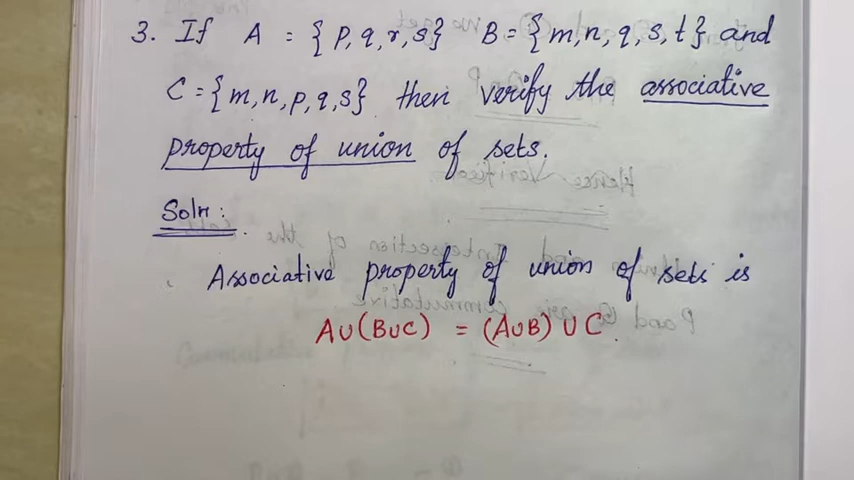 3. If A = {p, q, r, s} B = {m, n, q, s, t} and
C = {m, n, p, q, s} then verify the associative
property of union of sets.
Soln:
Associative property of union of sets is
A∪(B∪C) = (A∪B) ∪ C.